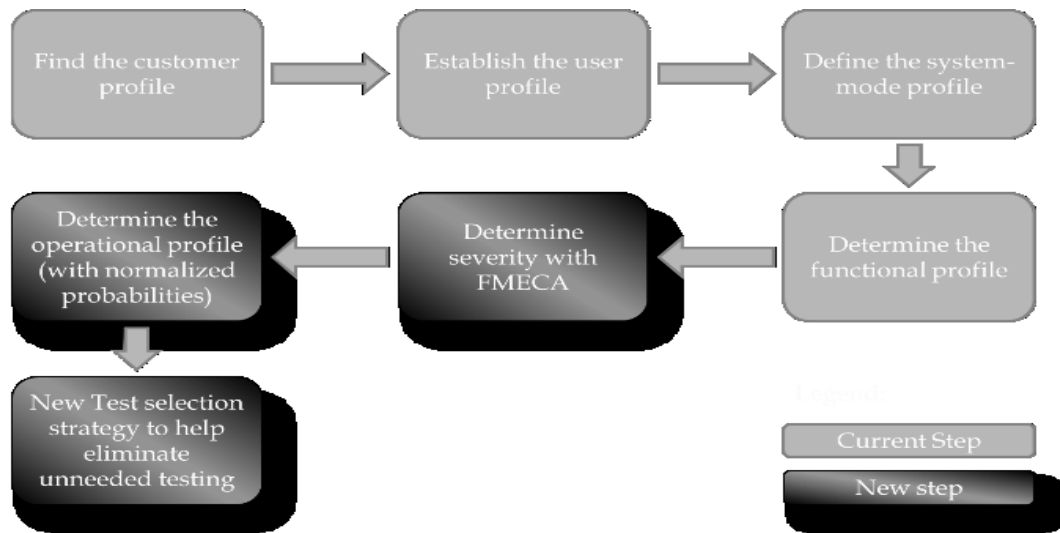 Find the customer
profile
Establish the user
profile
Define the system-
mode profile
Determine the
operational profile
(with normalized
probabilities)
Determine
severity with
FMECA
Determine the
functional profile
New Test selection
strategy to help
eliminate
unneeded testing
Legend:
Current Step
New step